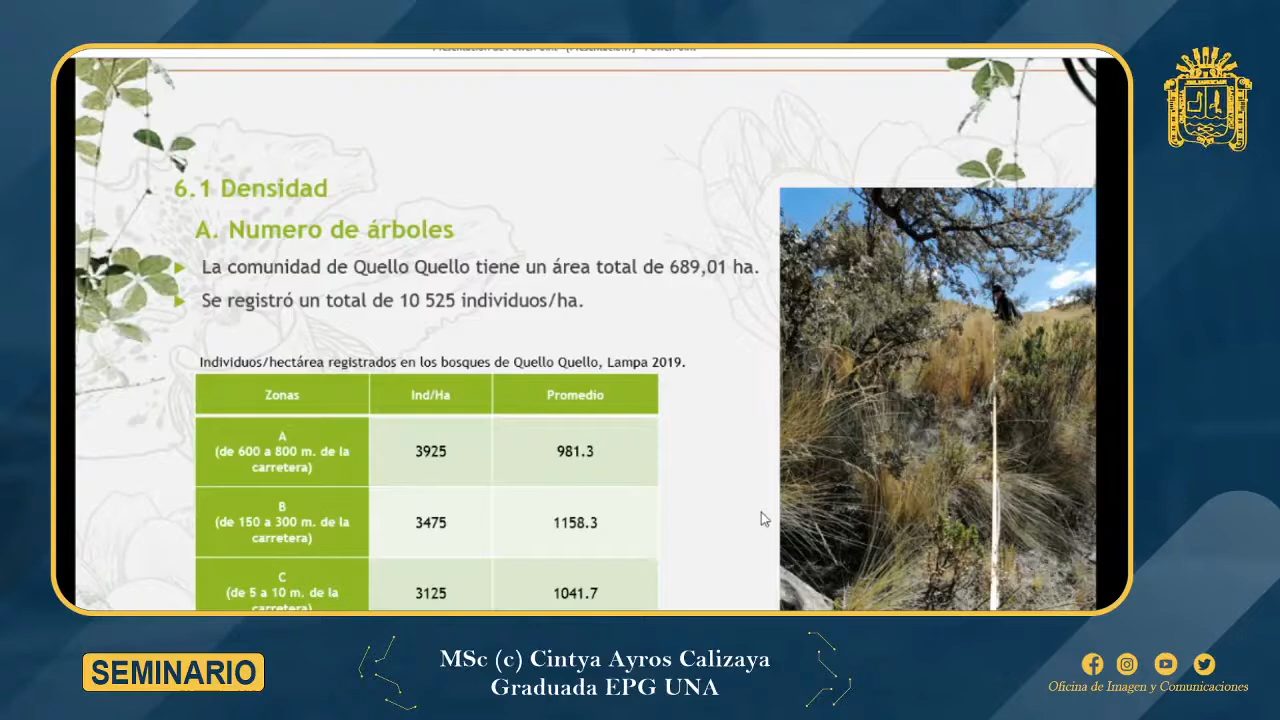 6.1 Densidad
A. Numero de árboles
La comunidad de Quello Quello tiene un área total de 689,01 ha.
Se registró un total de 10 525 individuos/ha.
Individuos/hectárea registrados en los bosques de Quello Quello, Lampa 2019.
Zonas Ind/Ha Promedio
A
(de 600 a 800 m. de la
carretera)
3925 981.3
B
(de 150 a 300 m. de la
carretera)
3475 1158.3
C
(de 5 a 10 m. de la
carretera)
3125 1041.7
SEMINARIO
MSc (c) Cintya Ayros Calizaya
Graduada EPG UNA
Oficina de Imagen y Comunicaciones